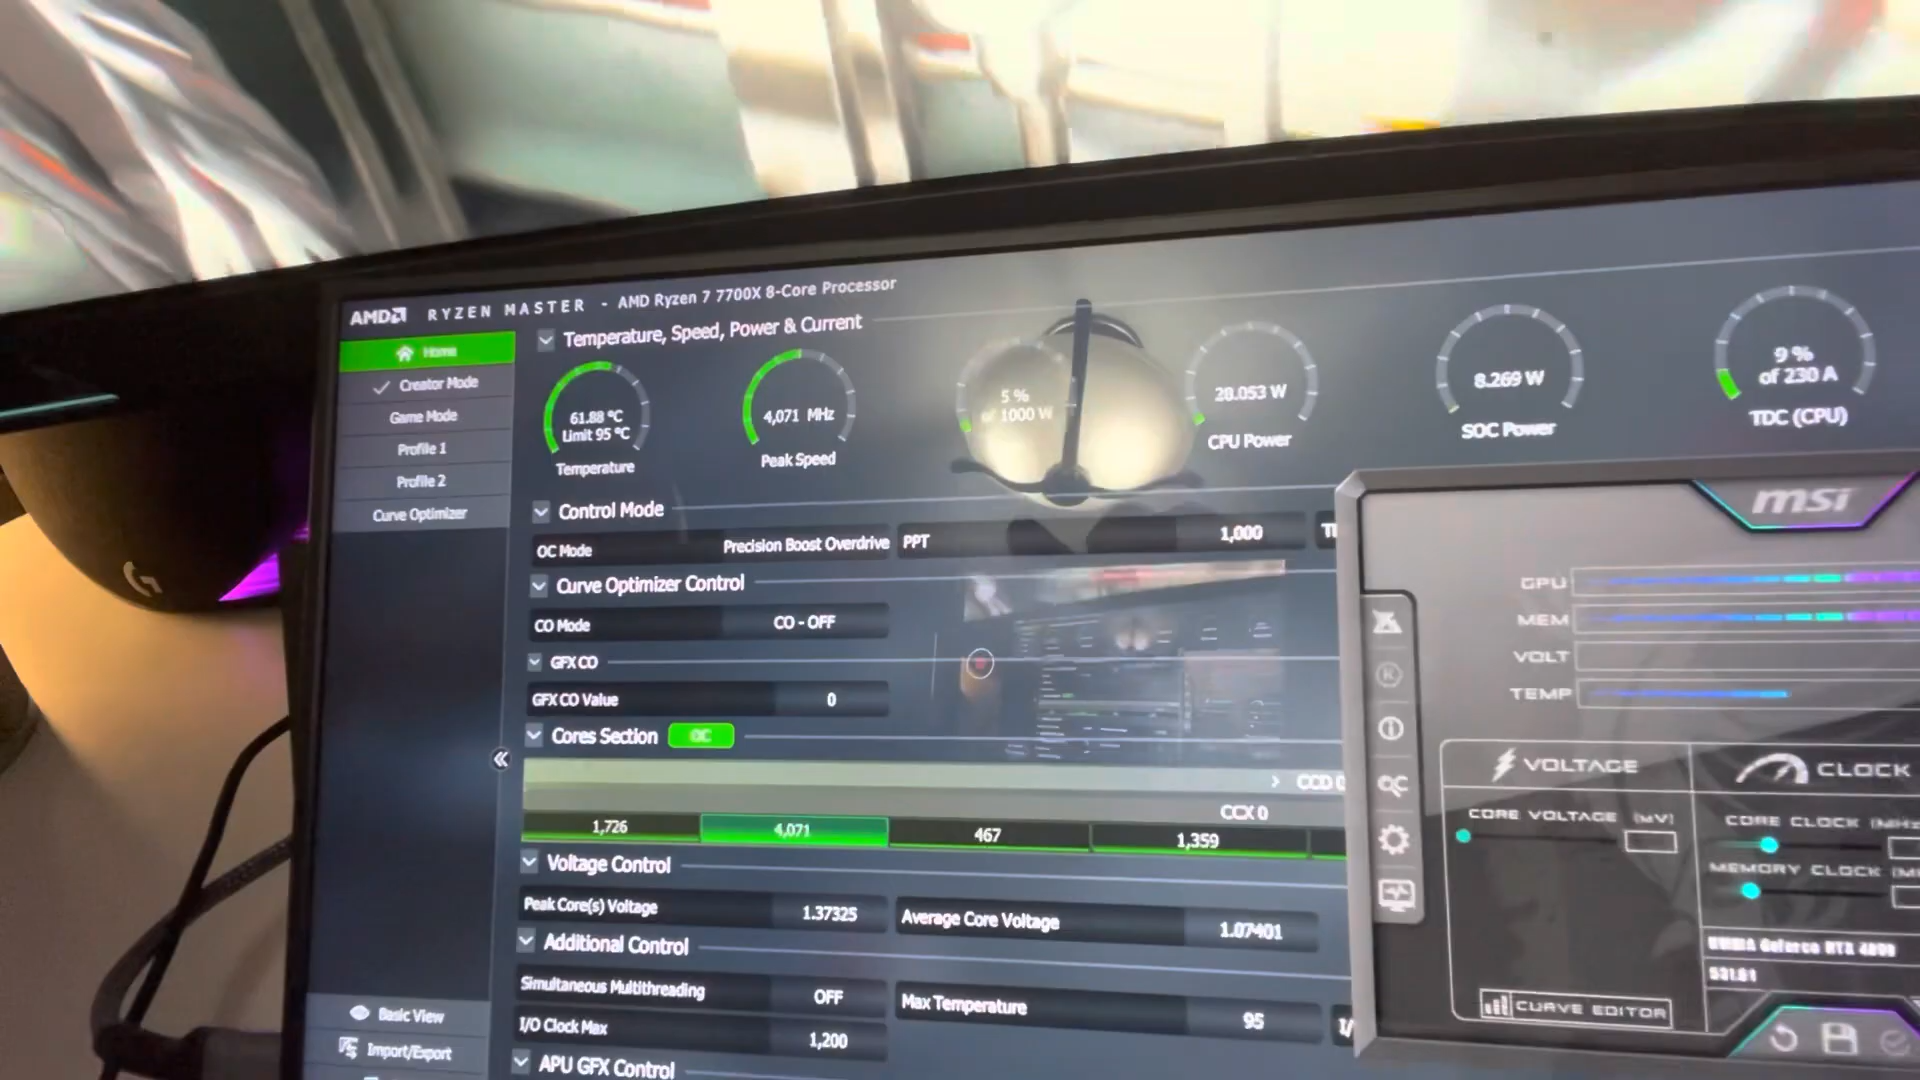 AMD RYZEN MASTER - AMD Ryzen 7 7700X 8-Core Processor
Home
Creator Mode
Game Mode
Profile 1
Profile 2
Curve Optimizer
Basic View
Import/Export
Temperature, Speed, Power & Current
61.88 °C
Limit 95 °C
Temperature
4,071 MHz
Peak Speed
5 %
of 1000 W
28.053 W
CPU Power
8.269 W
SOC Power
9 %
of 230 A
TDC (CPU)
Control Mode
OC Mode Precision Boost Overdrive PPT 1,000
Curve Optimizer Control
CO Mode CO - OFF
GFX CO
GFX CO Value 0
Cores Section OC
CCD 0
CCX 0
1,726 4,071 467 1,359
Voltage Control
Peak Core(s) Voltage 1.37325 Average Core Voltage 1.07401
Additional Control
Simultaneous Multithreading OFF Max Temperature 95
I/O Clock Max 1,200
APU GFX Control
msi
GPU
MEM
VOLT
TEMP
VOLTAGE
CLOCK
CORE VOLTAGE (MV)
CORE CLOCK (MHz
MEMORY CLOCK (M
NVIDIA GeForce RTX 4090
531.61
CURVE EDITOR